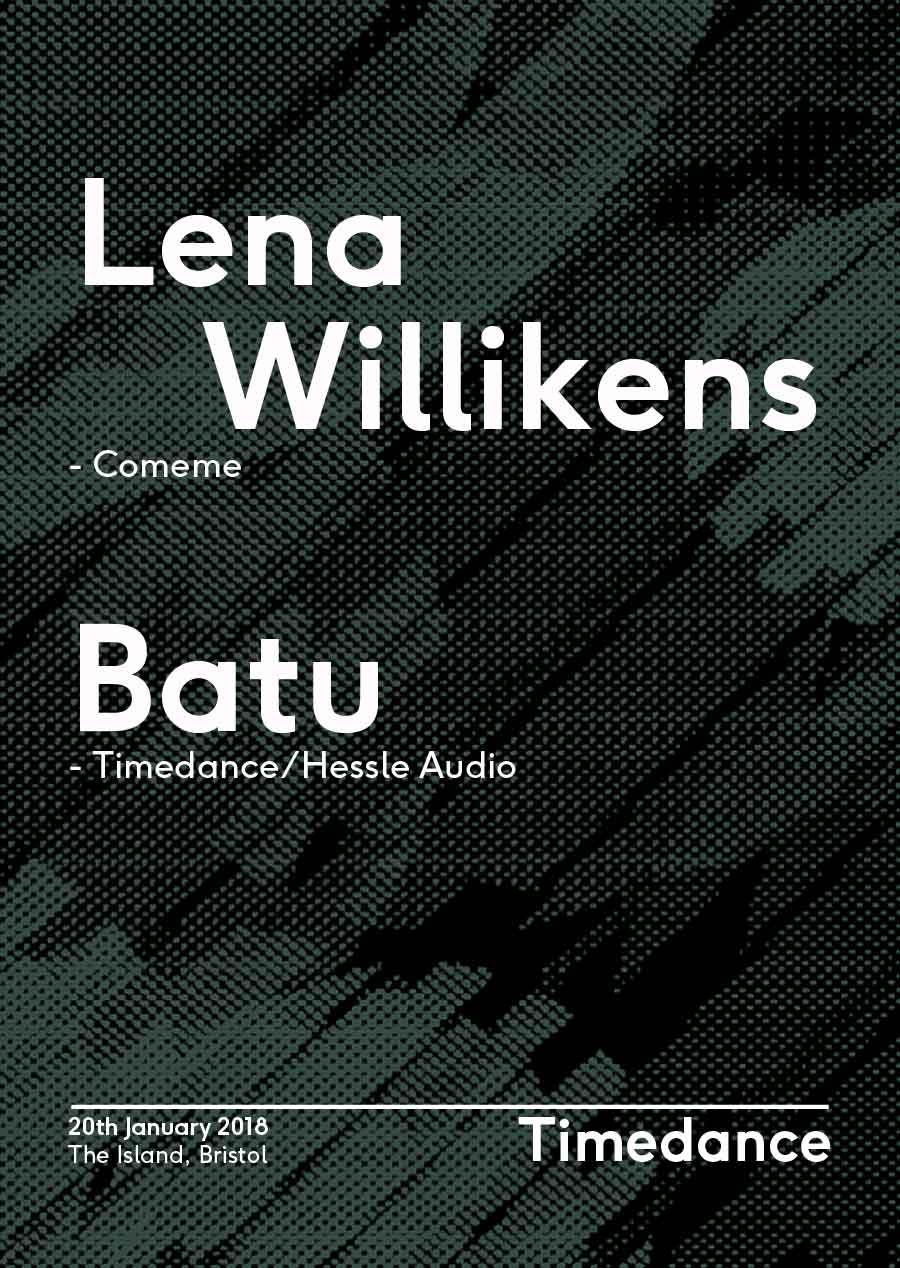 Lena
Willikens
- Comeme
Batu
- Timedance/Hessle Audio
20th January 2018
The Island, Bristol
Timedance